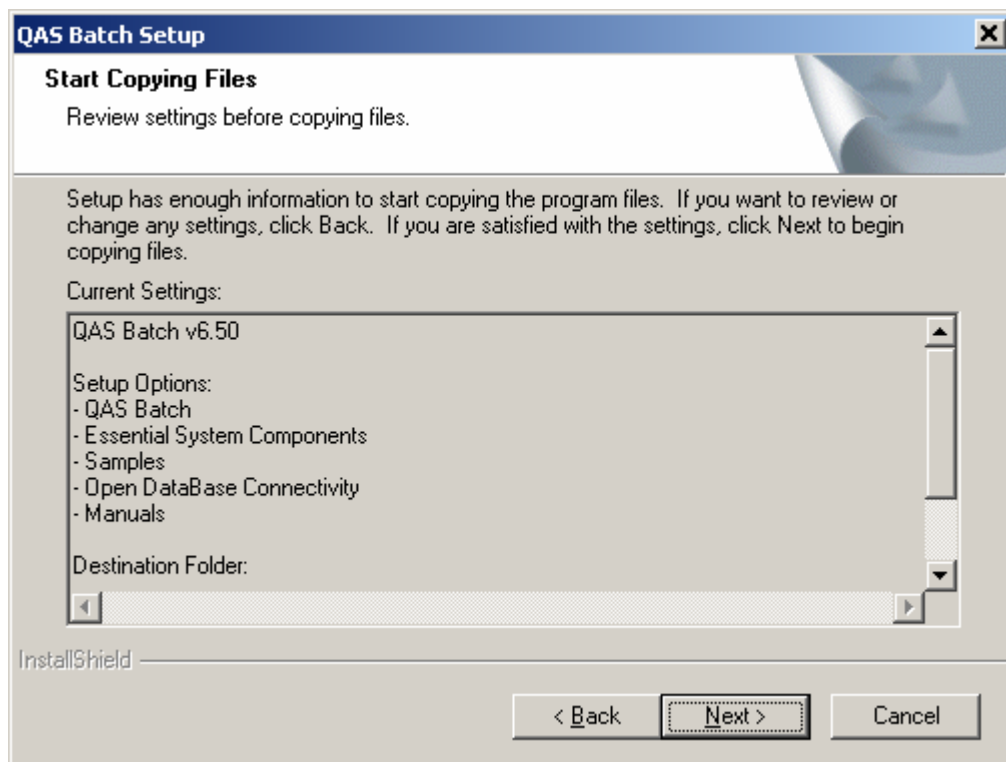 QAS Batch Setup
Start Copying Files
Review settings before copying files.
Setup has enough information to start copying the program files.  If you want to review or
change any settings, click Back.  If you are satisfied with the settings, click Next to begin
copying files.
Current Settings:
QAS Batch v6.50
Setup Options:
- QAS Batch
- Essential System Components
- Samples
- Open DataBase Connectivity
- Manuals
Destination Folder:
InstallShield
< Back
Next >
Cancel